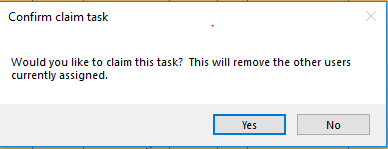 Confirm claim task
Would you like to claim this task?  This will remove the other users
currently assigned.
Yes
No